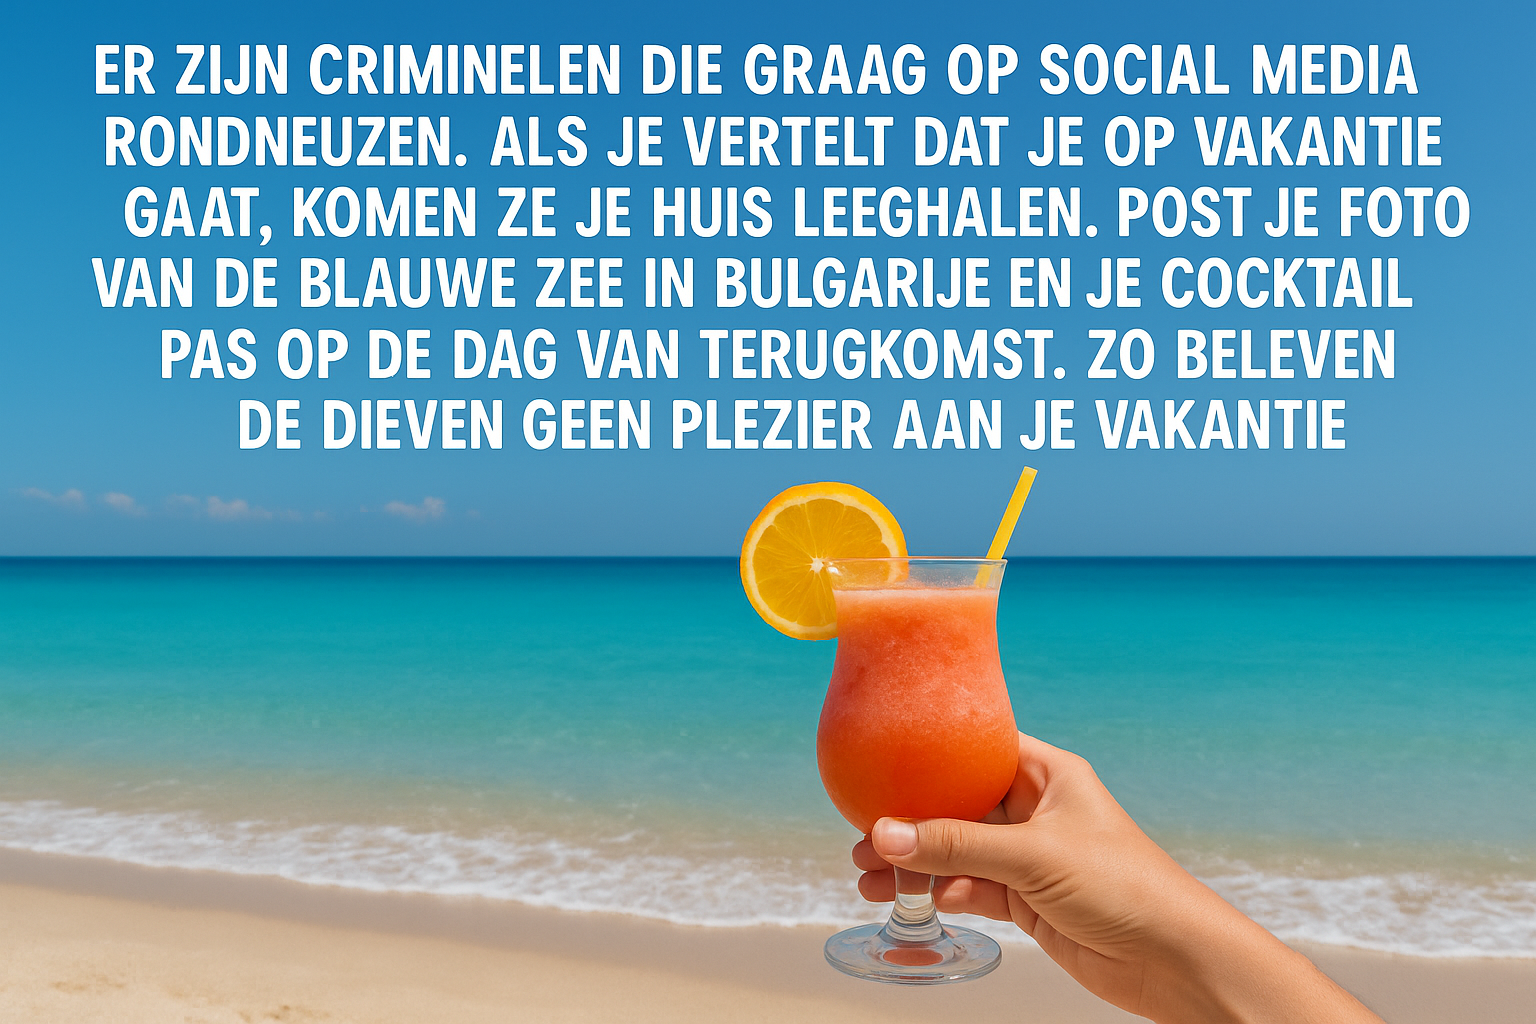 ER ZIJN CRIMINELEN DIE GRAAG OP SOCIAL MEDIA
RONDNEUZEN. ALS JE VERTELT DAT JE OP VAKANTIE
GAAT, KOMEN ZE JE HUIS LEEGHALEN. POST JE FOTO
VAN DE BLAUWE ZEE IN BULGARIJE EN JE COCKTAIL
PAS OP DE DAG VAN TERUGKOMST. ZO BELEVEN
DE DIEVEN GEEN PLEZIER AAN JE VAKANTIE